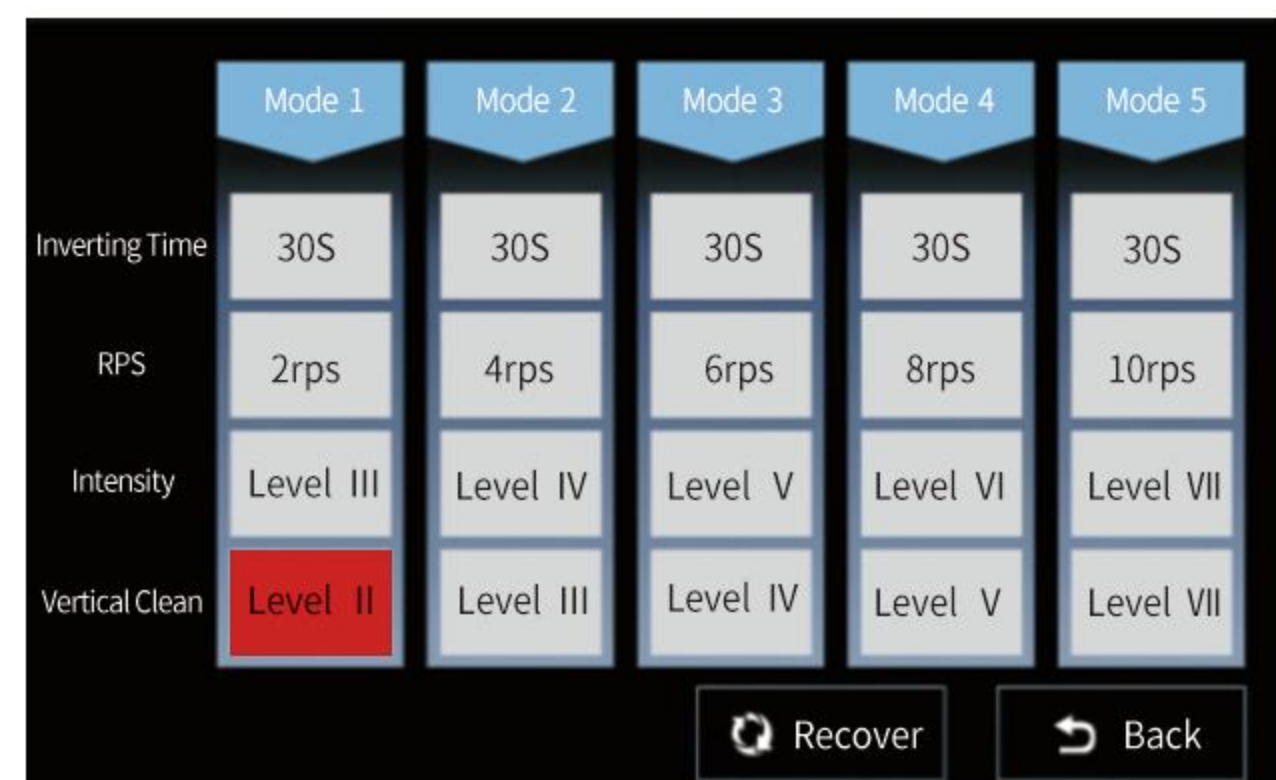 Mode 1 Mode 2 Mode 3 Mode 4 Mode 5
Inverting Time 30S 30S 30S 30S 30S
RPS 2rps 4rps 6rps 8rps 10rps
Intensity Level III Level IV Level V Level VI Level VII
Vertical Clean Level II Level III Level IV Level V Level VII
Recover Back